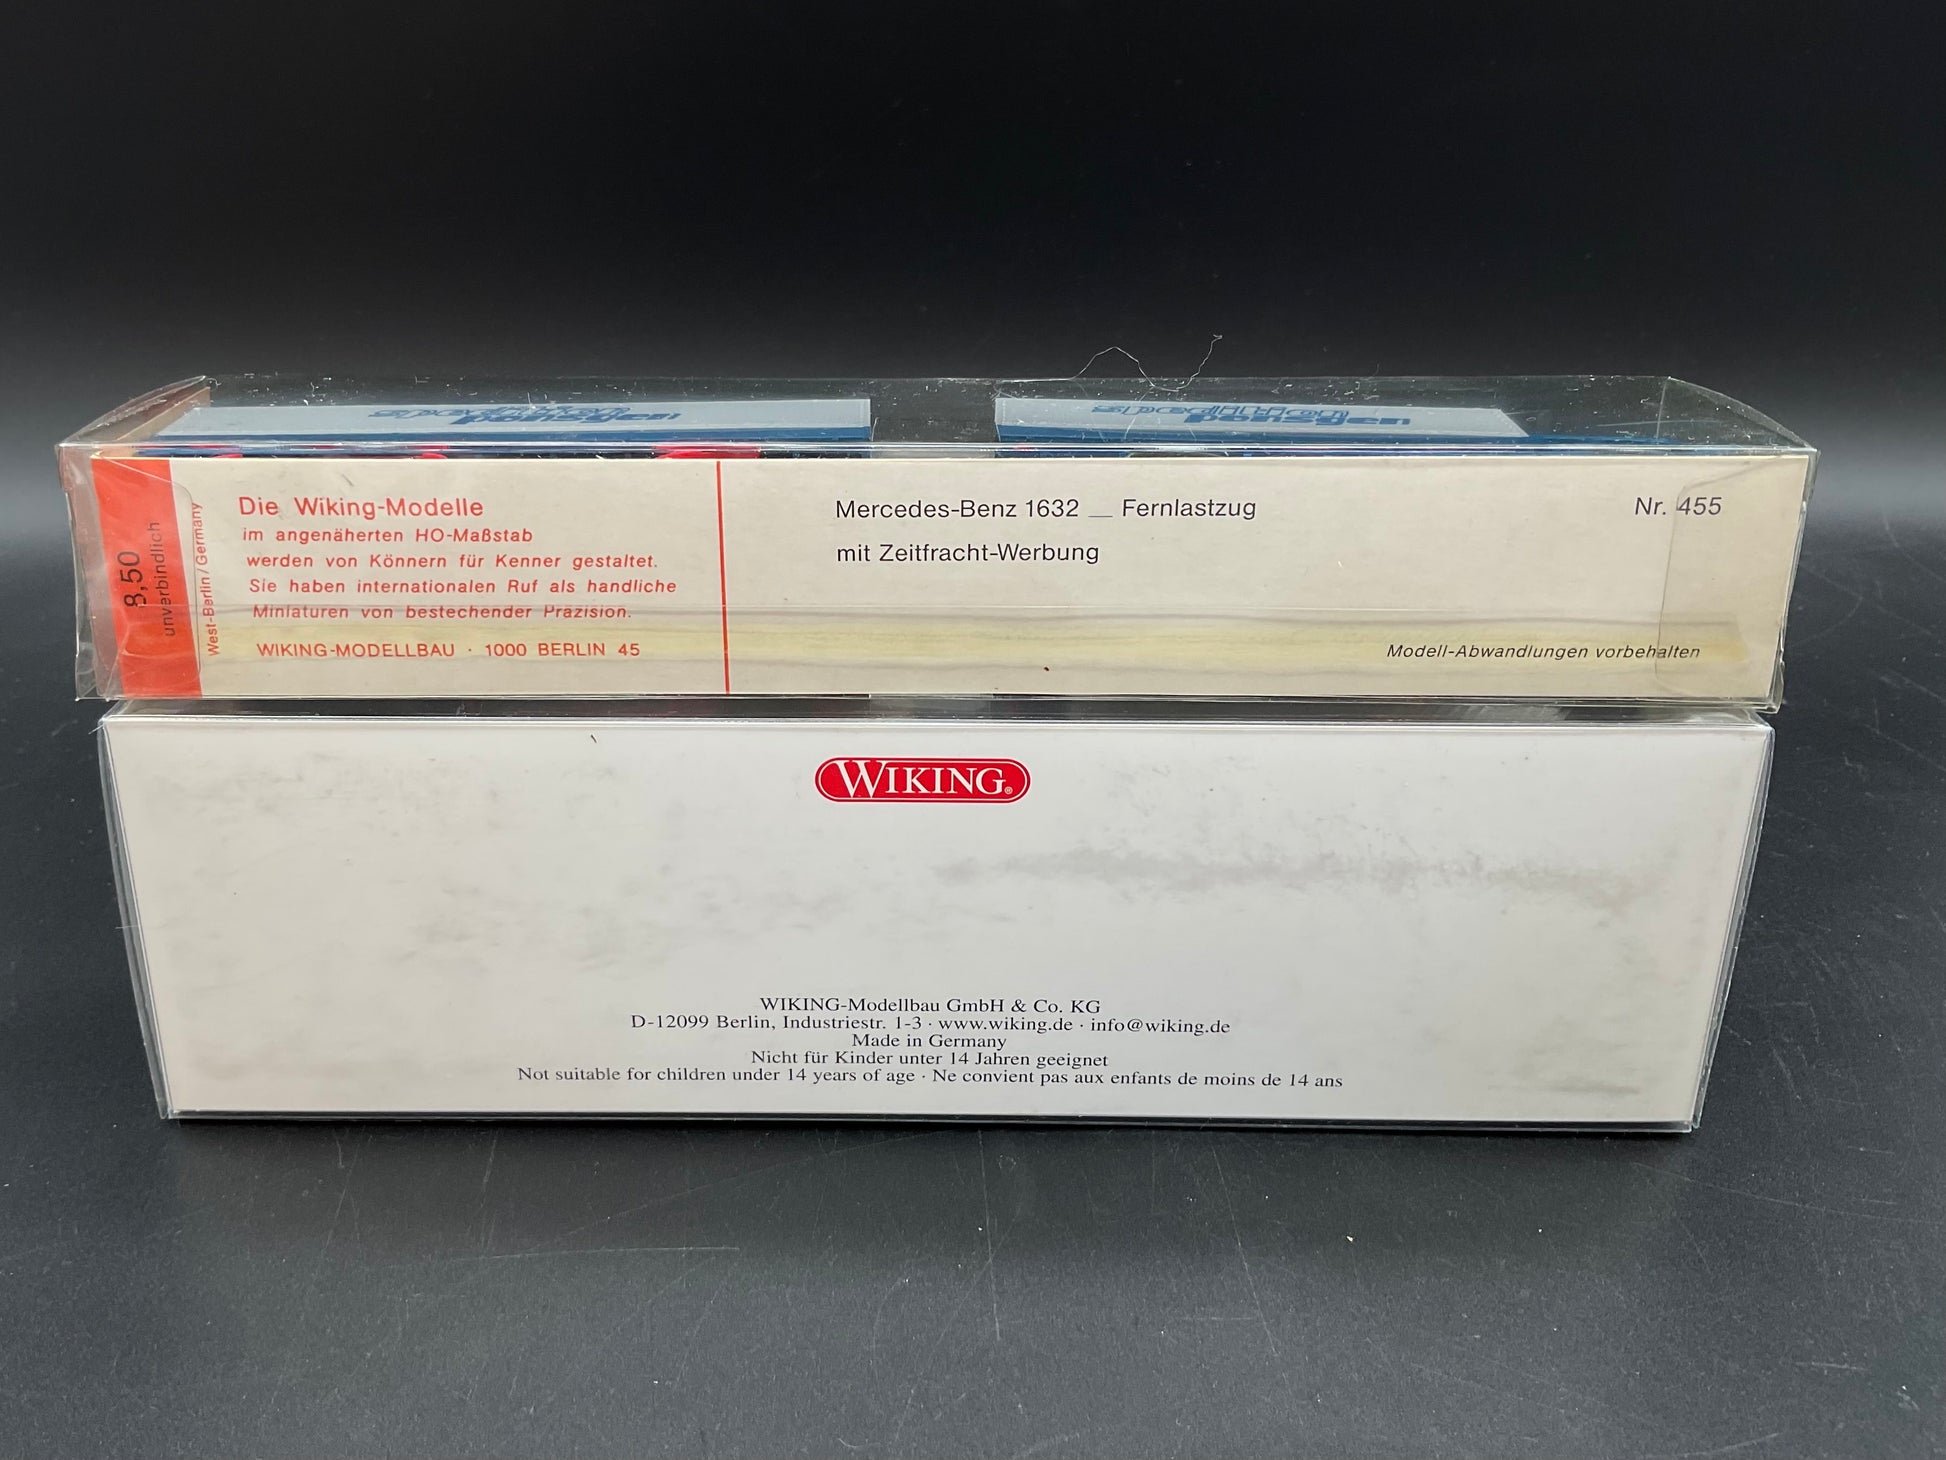 8,50
unverbindlich
West-Berlin/Germany
Die Wiking-Modelle
im angenäherten HO-Maßstab
werden von Könnern für Kenner gestaltet.
Sie haben internationalen Ruf als handliche
Miniaturen von bestechender Präzision.
WIKING-MODELLBAU · 1000 BERLIN 45
Mercedes-Benz 1632 __ Fernlastzug
mit Zeitfracht-Werbung
Nr. 455
Modell-Abwandlungen vorbehalten
WIKING®
WIKING-Modellbau GmbH & Co. KG
D-12099 Berlin, Industriestr. 1-3 · www.wiking.de · info@wiking.de
Made in Germany
Nicht für Kinder unter 14 Jahren geeignet
Not suitable for children under 14 years of age · Ne convient pas aux enfants de moins de 14 ans